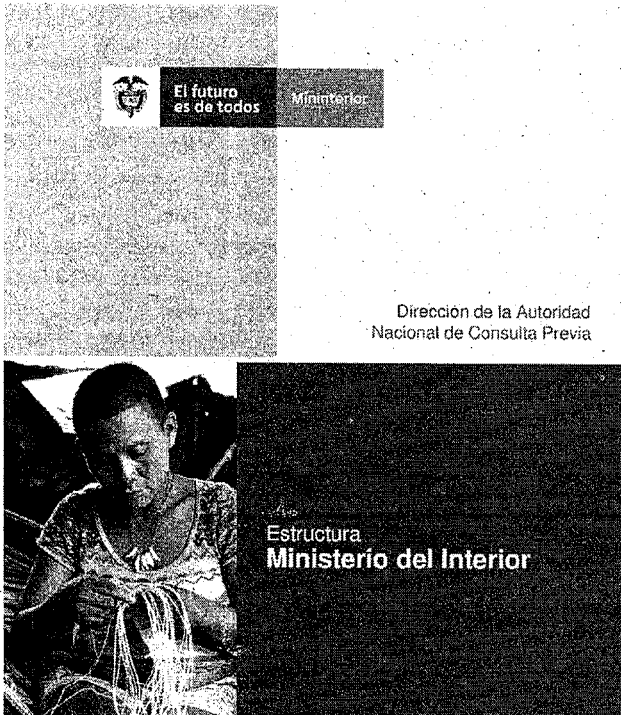 El futuro
es de todos
Mininterior
Dirección de la Autoridad
Nacional de Consulta Previa
Estructura
Ministerio del Interior